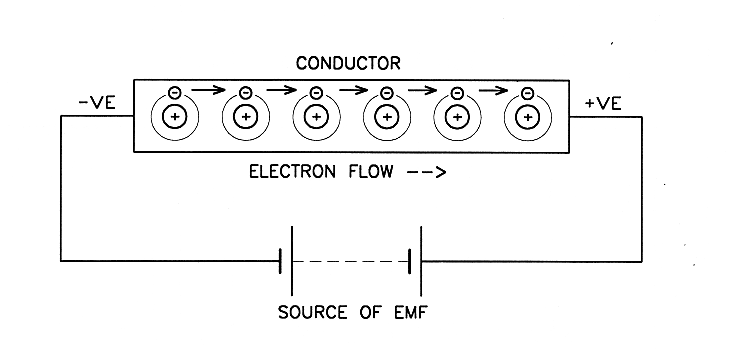 CONDUCTOR
-VE
+VE
- - - - - -
+ + + + + +
ELECTRON FLOW -->
SOURCE OF EMF